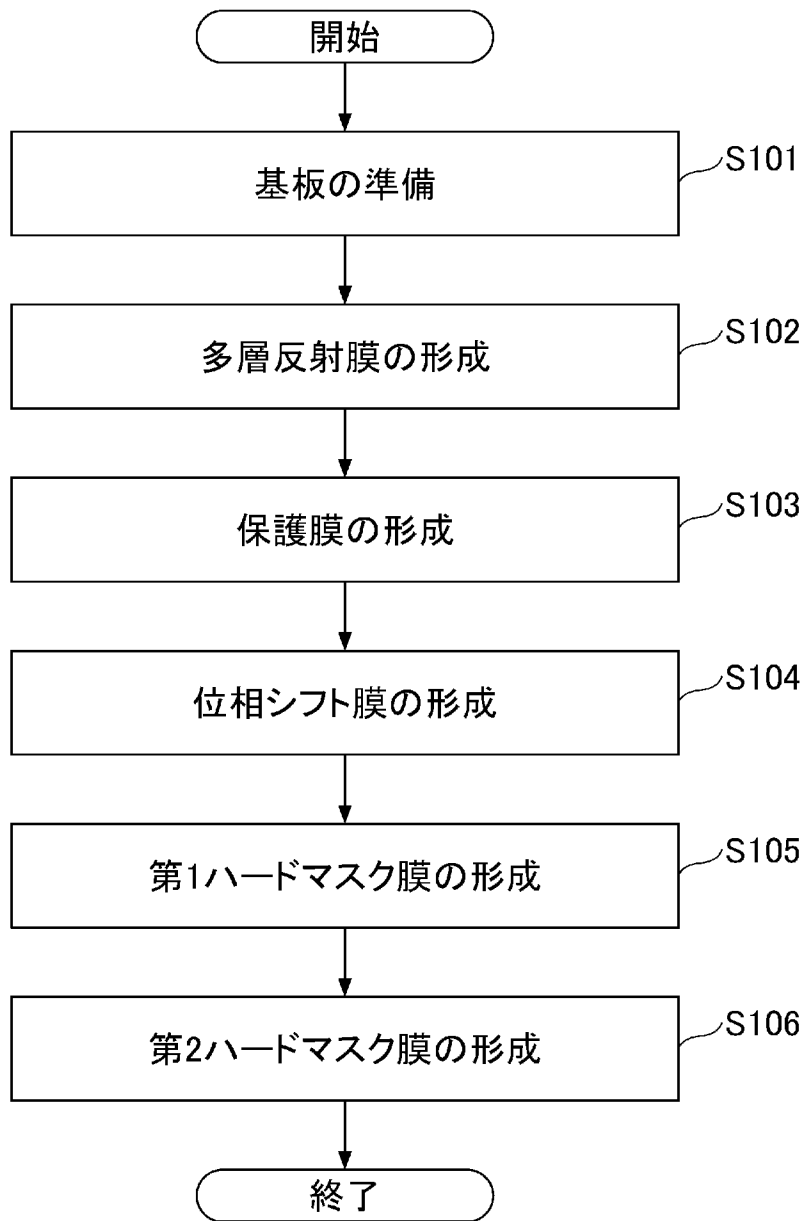 開始
基板の準備
S101
多層反射膜の形成
S102
保護膜の形成
S103
位相シフト膜の形成
S104
第1ハードマスク膜の形成
S105
第2ハードマスク膜の形成
S106
終了